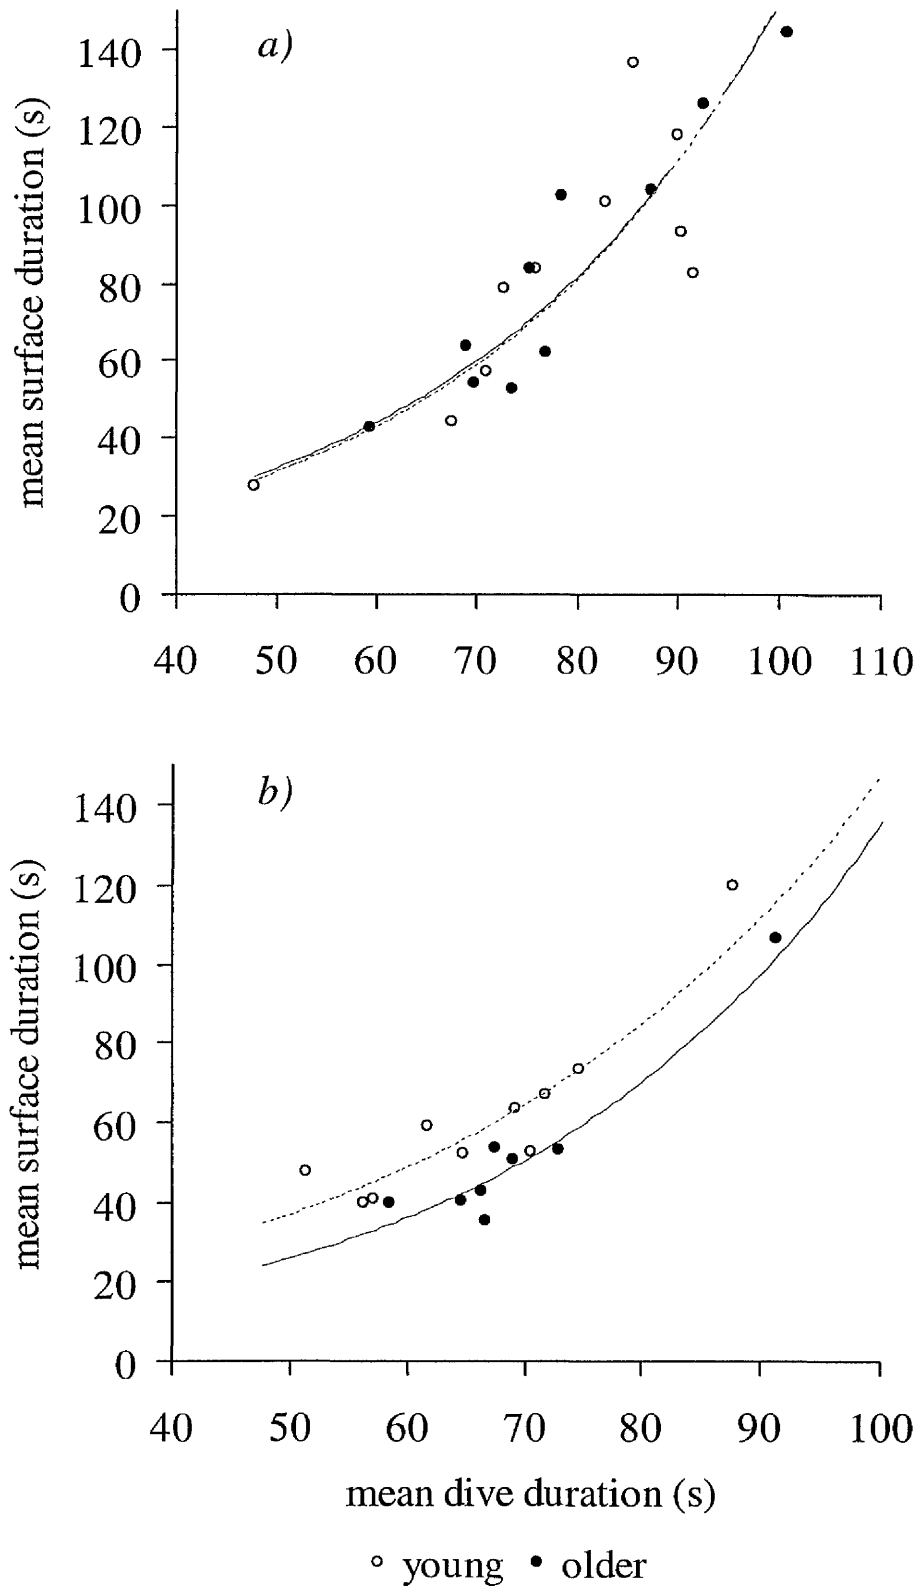 a)
mean surface duration (s)
140
120
100
80
60
40
20
0
40 50 60 70 80 90 100 110
b)
mean surface duration (s)
140
120
100
80
60
40
20
0
40 50 60 70 80 90 100
mean dive duration (s)
young older